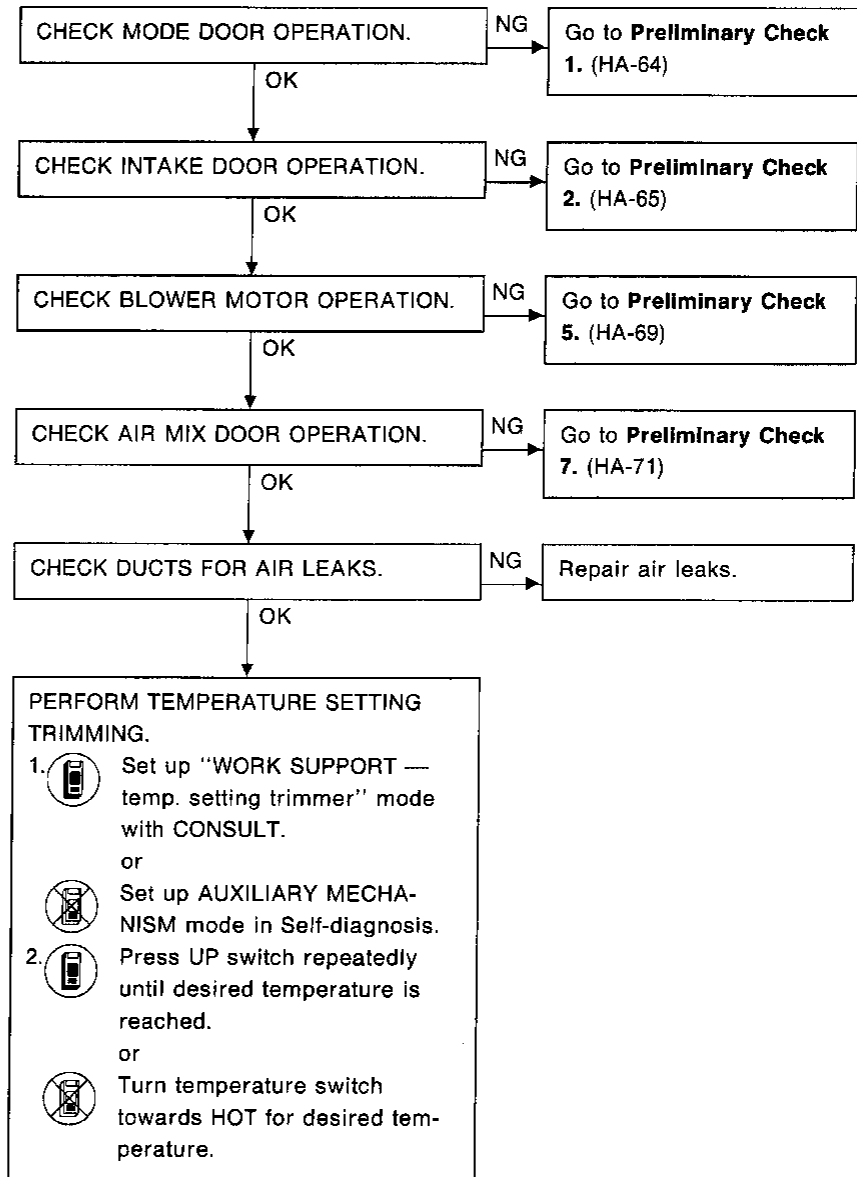 CHECK MODE DOOR OPERATION.
NG
Go to Preliminary Check
1. (HA-64)
OK
CHECK INTAKE DOOR OPERATION.
NG
Go to Preliminary Check
2. (HA-65)
OK
CHECK BLOWER MOTOR OPERATION.
NG
Go to Preliminary Check
5. (HA-69)
OK
CHECK AIR MIX DOOR OPERATION.
NG
Go to Preliminary Check
7. (HA-71)
OK
CHECK DUCTS FOR AIR LEAKS.
NG
Repair air leaks.
OK
PERFORM TEMPERATURE SETTING
TRIMMING.
1. Set up "WORK SUPPORT —
temp. setting trimmer" mode
with CONSULT.
or
Set up AUXILIARY MECHA-
NISM mode in Self-diagnosis.
2. Press UP switch repeatedly
until desired temperature is
reached.
or
Turn temperature switch
towards HOT for desired tem-
perature.